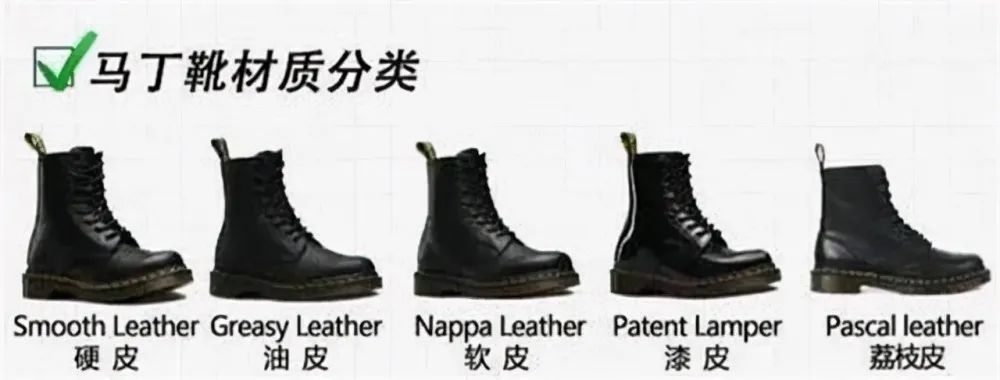 马丁靴材质分类
Smooth Leather
硬皮
Greasy Leather
油皮
Nappa Leather
软皮
Patent Lamper
漆皮
Pascal leather
荔枝皮